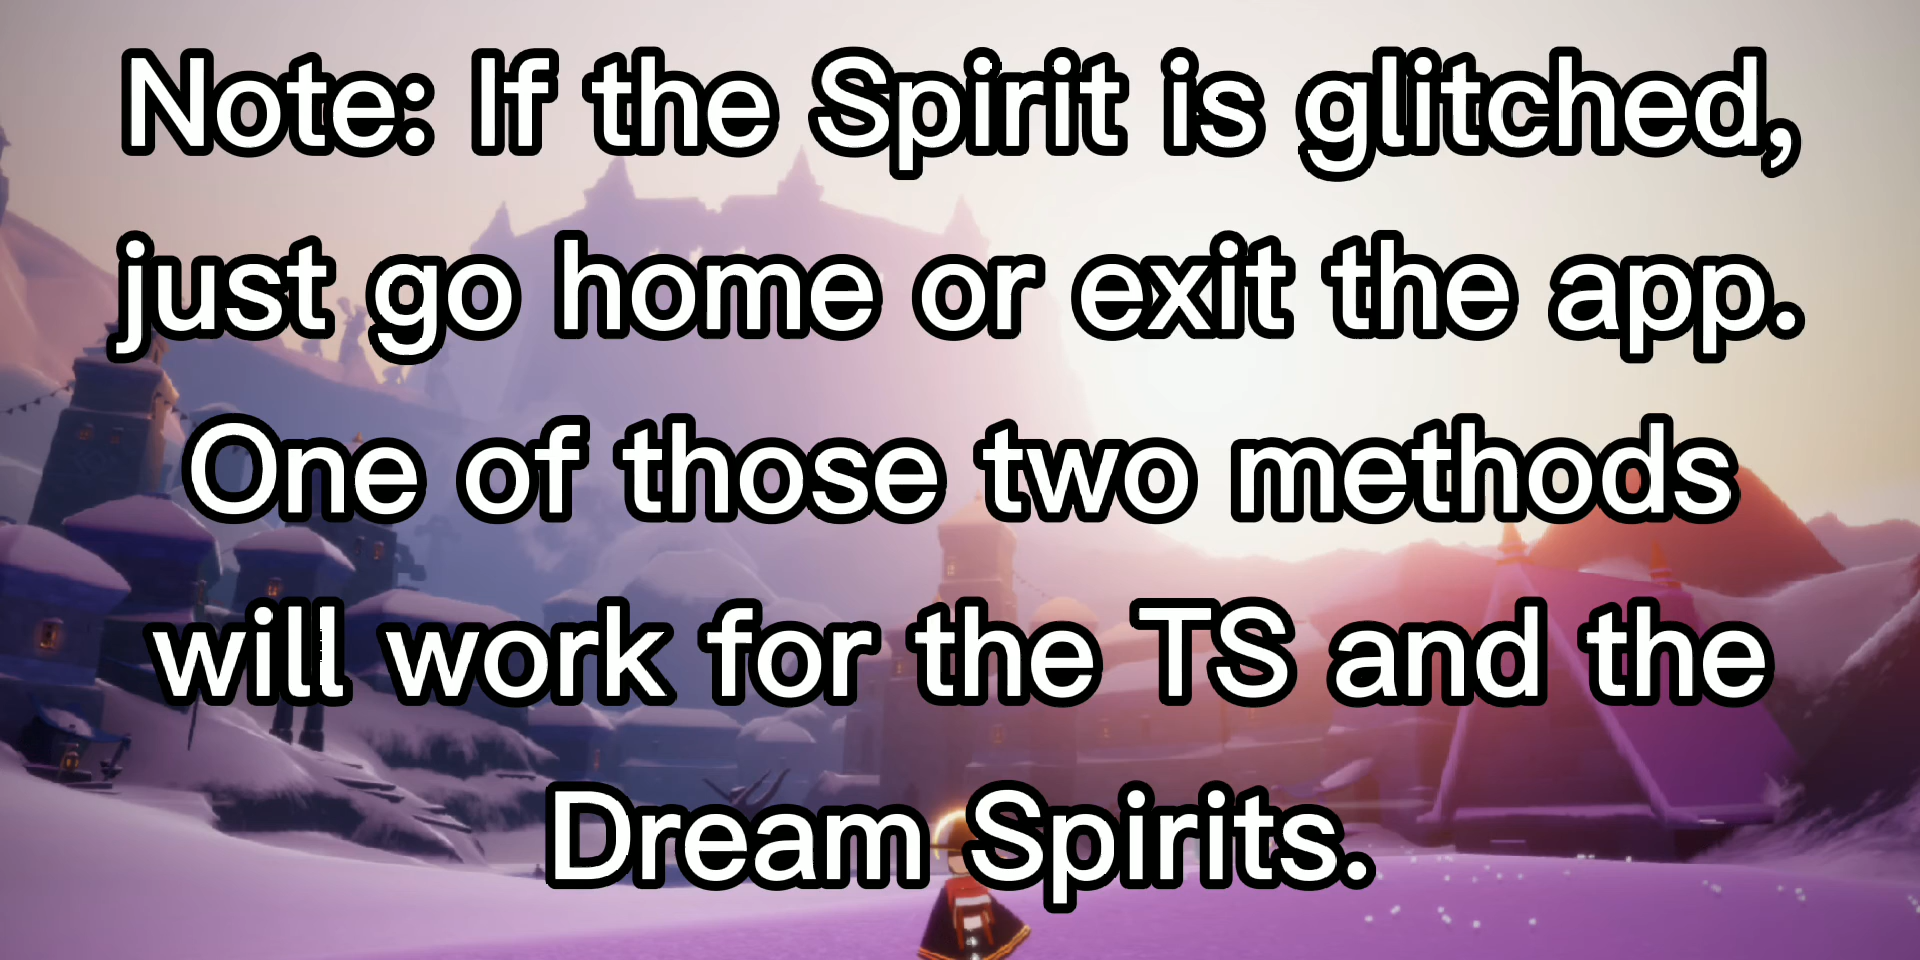 Note: If the Spirit is glitched,
just go home or exit the app.
One of those two methods
will work for the TS and the
Dream Spirits.